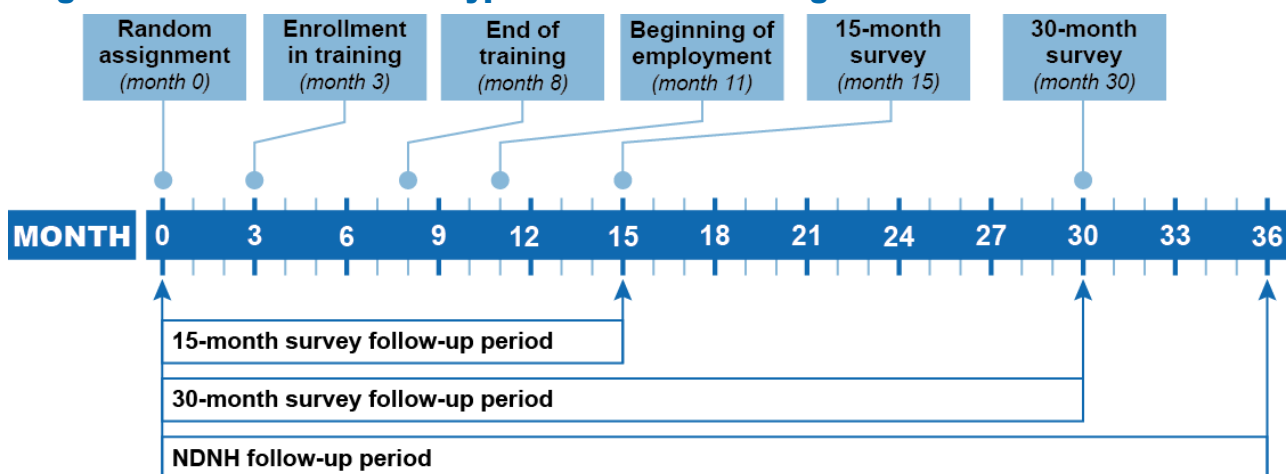 Random
assignment
(month 0)
Enrollment
in training
(month 3)
End of
training
(month 8)
Beginning of
employment
(month 11)
15-month
survey
(month 15)
30-month
survey
(month 30)
MONTH 0 3 6 9 12 15 18 21 24 27 30 33 36
15-month survey follow-up period
30-month survey follow-up period
NDNH follow-up period